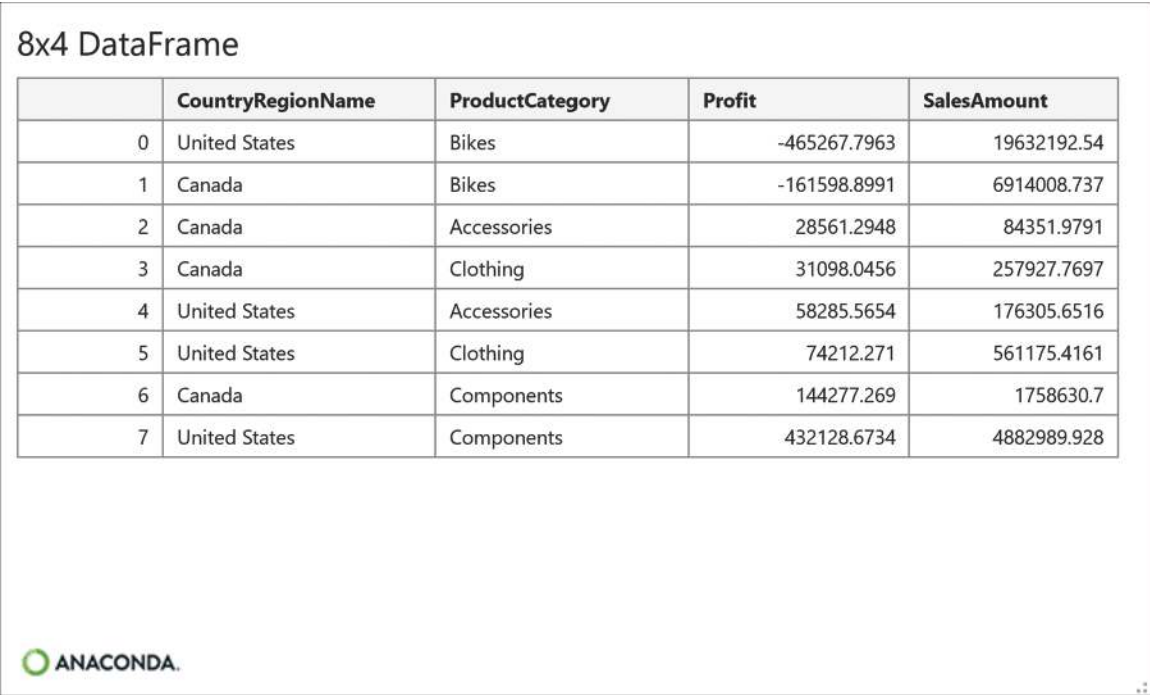 8x4 DataFrame
CountryRegionName ProductCategory Profit SalesAmount
0 United States Bikes -465267.7963 19632192.54
1 Canada Bikes -161598.8991 6914008.737
2 Canada Accessories 28561.2948 84351.9791
3 Canada Clothing 31098.0456 257927.7697
4 United States Accessories 58285.5654 176305.6516
5 United States Clothing 74212.271 561175.4161
6 Canada Components 144277.269 1758630.7
7 United States Components 432128.6734 4882989.928
ANACONDA.